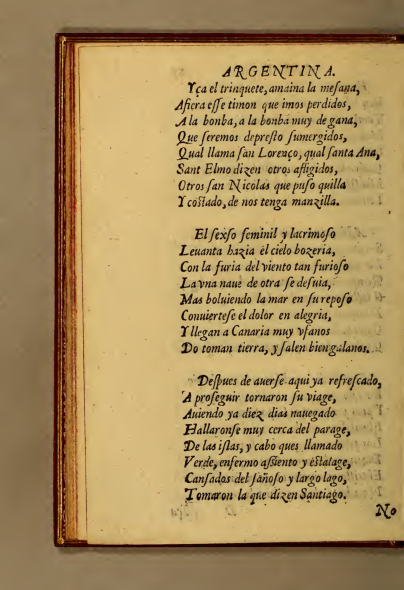 ARGENTINA.
Yça el trinquete, amaina la mesana,
Afiera esse timon que imos perdidos,
A la bonba, a la bonba muy de gana,
Que seremos depresto sumergidos,
Qual llama san Lorenço, qual santa Ana,
Sant Elmo dizen otros afligidos,
Otros san Nicolas que puso quilla
Y costado, de nos tenga manzilla.
El sexso feminil y lacrimoso
Leuanta hazia el cielo bozeria,
Con la furia del viento tan furioso
La vna naue de otra se desuia,
Mas boluiendo la mar en su reposo
Conuiertese el dolor en alegria,
Y llegan a Canaria muy vfanos
Do toman tierra, y salen bien galanos.
Despues de auerse aqui ya refrescado,
A proseguir tornaron su viage,
Auiendo ya diez dias nauegado
Hallaronse muy cerca del parage,
De las islas, y cabo ques llamado
Verde, enfermo assiento y estalage,
Cansados del sañoso y largo lago,
Tomaron la que dizen Santiago.
No